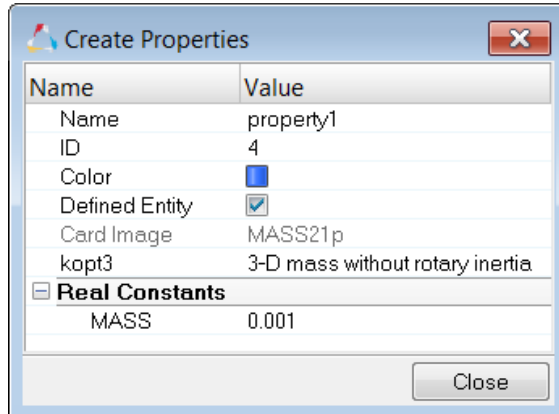 Create Properties
Name Value
Name property1
ID 4
Color
Defined Entity
Card Image MASS21p
kopt3 3-D mass without rotary inertia
Real Constants
MASS 0.001
Close